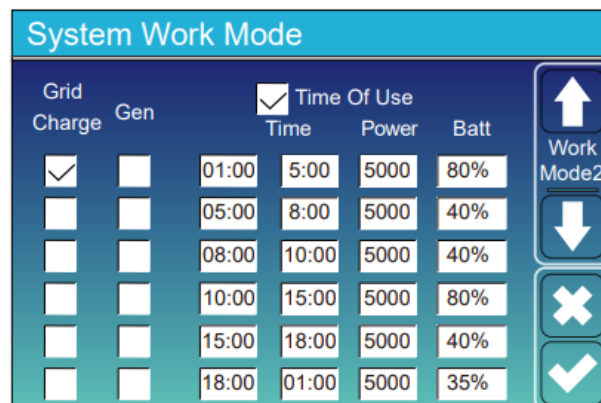 System Work Mode
Grid Charge Gen
Time Of Use
Time Power Batt
01:00 5:00 5000 80%
05:00 8:00 5000 40%
08:00 10:00 5000 40%
10:00 15:00 5000 80%
15:00 18:00 5000 40%
18:00 01:00 5000 35%
Work
Mode2